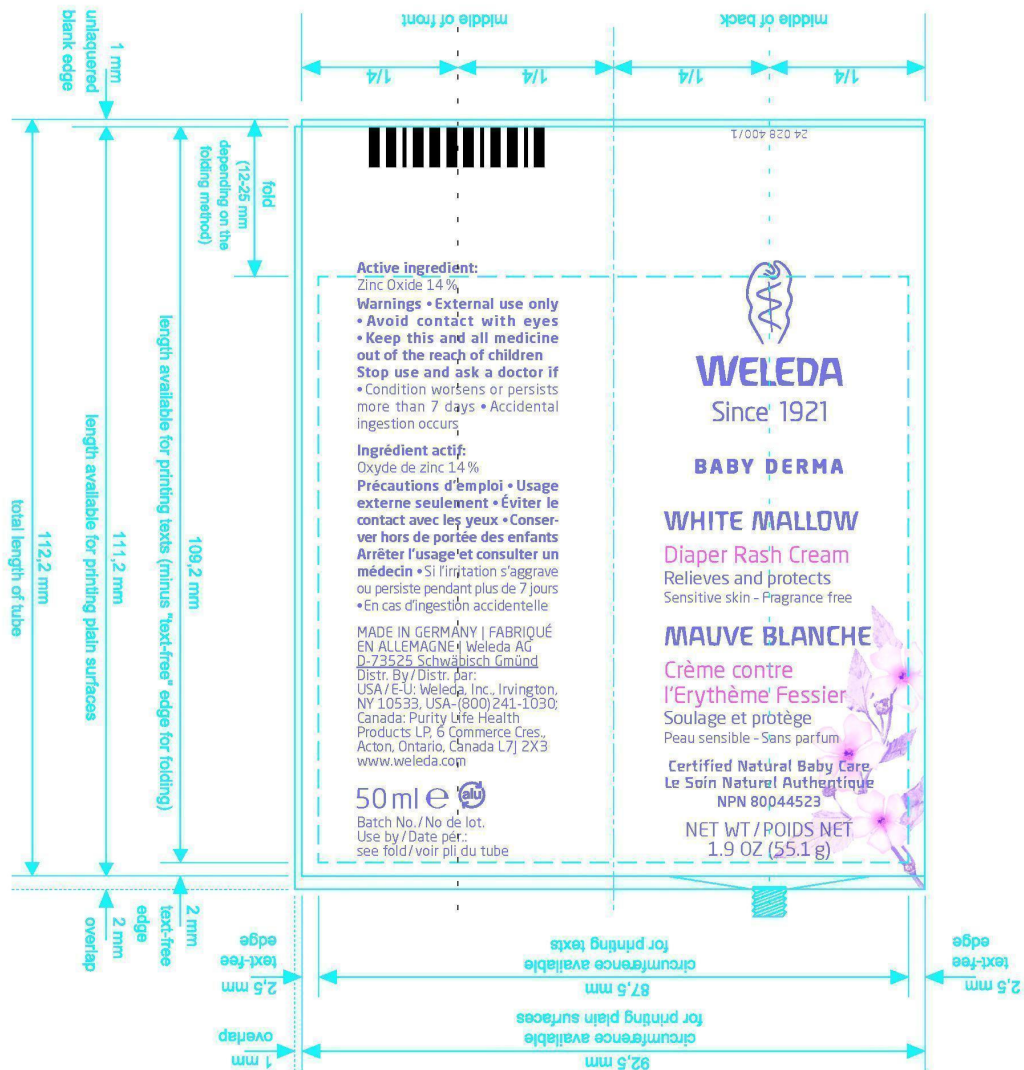 middle of front
middle of back
1/4
1/4
1/4
1/4
1 mm
unlaquered
blank edge
fold
(12-25 mm
depending on the
folding method)
24 028 400/1
109,2 mm
length available for printing texts (minus "text-free" edge for folding)
111,2 mm
length available for printing plain surfaces
112,2 mm
total length of tube
Active ingredient:
Zinc Oxide 14 %
Warnings • External use only
• Avoid contact with eyes
• Keep this and all medicine
out of the reach of children
Stop use and ask a doctor if
• Condition worsens or persists
more than 7 days • Accidental
ingestion occurs
Ingrédient actif:
Oxyde de zinc 14 %
Précautions d'emploi • Usage
externe seulement • Éviter le
contact avec les yeux • Conser-
ver hors de portée des enfants
Arrêter l'usage et consulter un
médecin • Si l'irritation s'aggrave
ou persiste pendant plus de 7 jours
• En cas d'ingestion accidentelle
MADE IN GERMANY | FABRIQUÉ
EN ALLEMAGNE | Weleda AG
D-73525 Schwäbisch Gmünd
Distr. By / Distr. par:
USA / E-U: Weleda, Inc., Irvington,
NY 10533, USA-(800) 241-1030;
Canada: Purity Life Health
Products LP, 6 Commerce Cres.,
Acton, Ontario, Canada L7J 2X3
www.weleda.com
50 ml e alu
Batch No. / No de lot.
Use by / Date pér.:
see fold / voir pli du tube
WELEDA
Since 1921
BABY DERMA
WHITE MALLOW
Diaper Rash Cream
Relieves and protects
Sensitive skin – Fragrance free
MAUVE BLANCHE
Crème contre
l'Erythème Fessier
Soulage et protège
Peau sensible – Sans parfum
Certified Natural Baby Care
Le Soin Naturel Authentique
NPN 80044523
NET WT / POIDS NET
1.9 OZ (55.1 g)
2 mm
text-free
edge
2 mm
overlap
2,5 mm
text-free
edge
87,5 mm
circumference available
for printing texts
2,5 mm
text-free
edge
1 mm
overlap
92,5 mm
circumference available
for printing plain surfaces